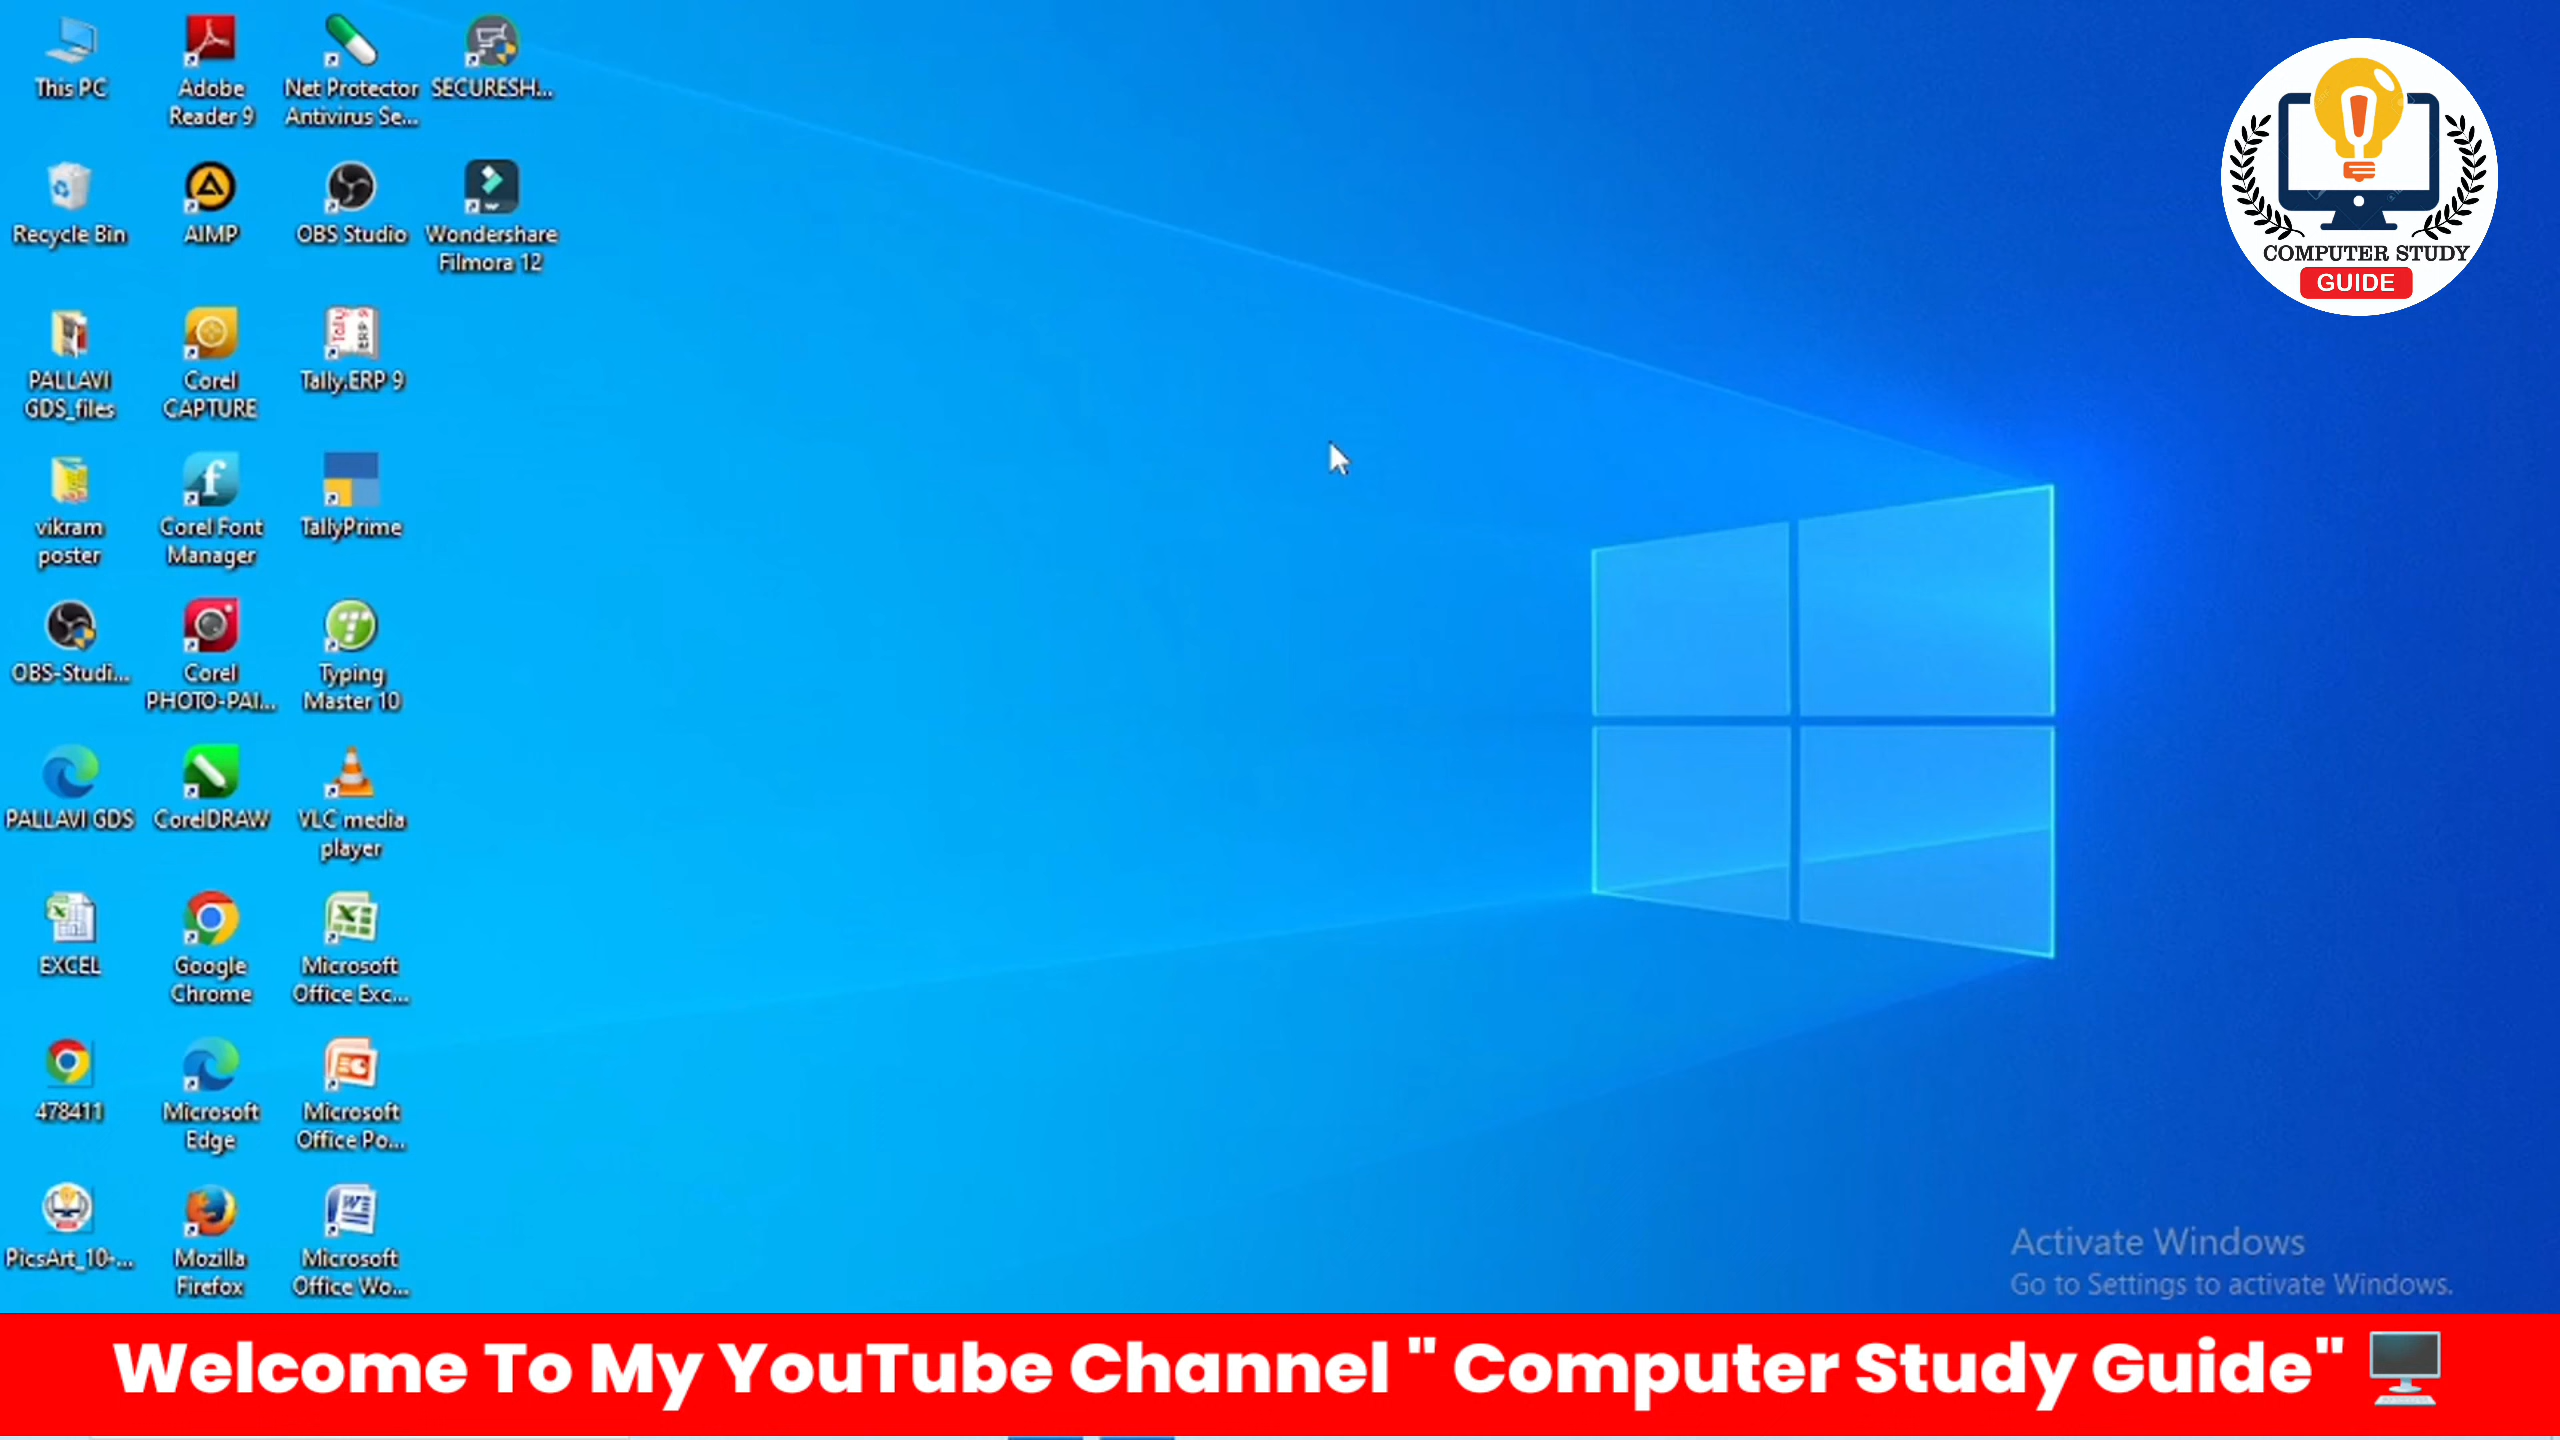 This PC
Adobe
Reader 9
Net Protector
Antivirus Se...
SECURESH...
Recycle Bin
AIMP
OBS Studio
Wondershare
Filmora 12
PALLAVI
GDS_files
Corel
CAPTURE
Tally
ERP 9
Tally.ERP 9
vikram
poster
Corel Font
Manager
TallyPrime
OBS-Studi...
Corel
PHOTO-PAI...
Typing
Master 10
PALLAVI GDS
CorelDRAW
VLC media
player
EXCEL
Google
Chrome
Microsoft
Office Exc...
478411
Microsoft
Edge
Microsoft
Office Po...
PicsArt_10-...
Mozilla
Firefox
Microsoft
Office Wo...
COMPUTER STUDY
GUIDE
Activate Windows
Go to Settings to activate Windows.
Welcome To My YouTube Channel " Computer Study Guide"